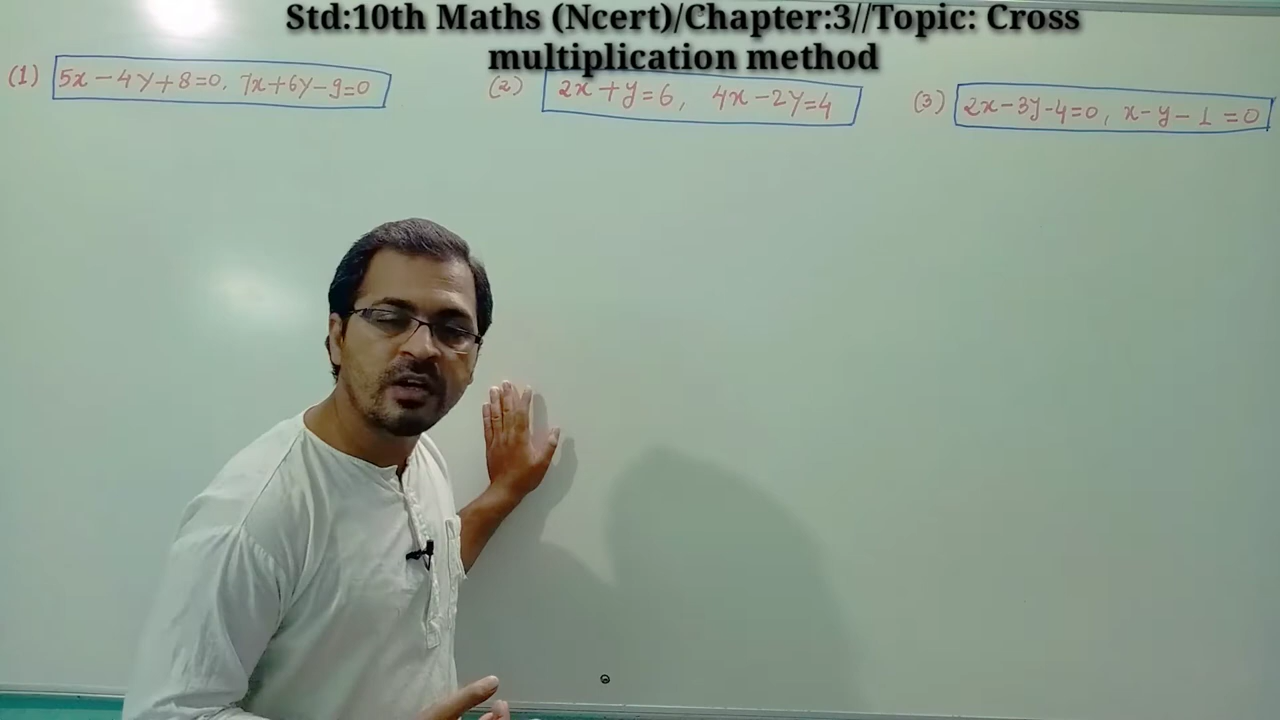 Std:10th Maths (Ncert)/Chapter:3//Topic: Cross
multiplication method
(1) 5x-4y+8=0, 7x+6y-9=0
(2) 2x+y=6, 4x-2y=4
(3) 2x-3y-4=0, x-y-1=0